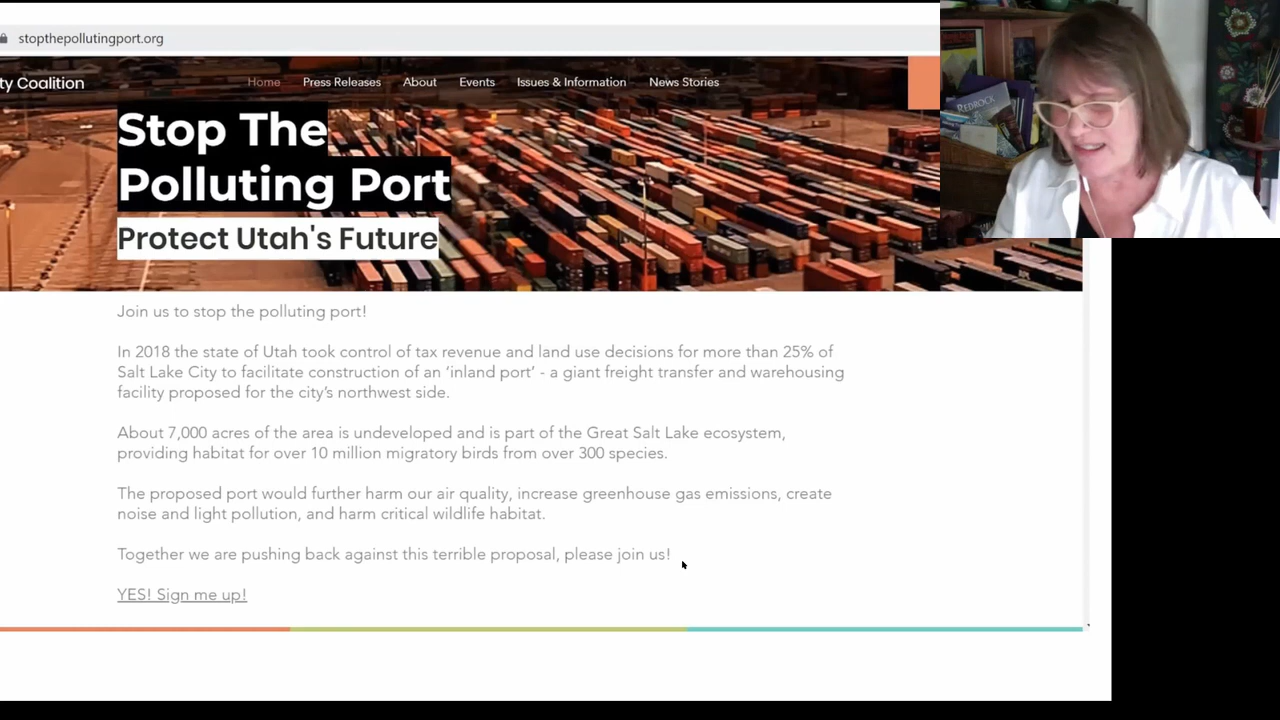 stopthepollutingport.org
ty Coalition
Home Press Releases About Events Issues & Information News Stories
Stop The
Polluting Port
Protect Utah's Future
REDROCK
Join us to stop the polluting port!
In 2018 the state of Utah took control of tax revenue and land use decisions for more than 25% of
Salt Lake City to facilitate construction of an ‘inland port’ - a giant freight transfer and warehousing
facility proposed for the city’s northwest side.
About 7,000 acres of the area is undeveloped and is part of the Great Salt Lake ecosystem,
providing habitat for over 10 million migratory birds from over 300 species.
The proposed port would further harm our air quality, increase greenhouse gas emissions, create
noise and light pollution, and harm critical wildlife habitat.
Together we are pushing back against this terrible proposal, please join us!
YES! Sign me up!